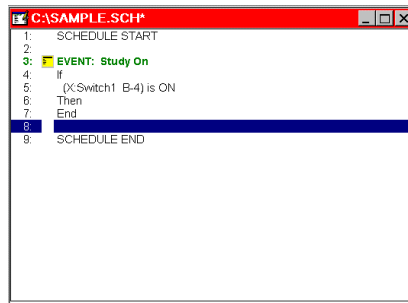 C:\SAMPLE.SCH*
1: SCHEDULE START
2:
3: EVENT: Study On
4: If
5: (X:Switch1 B-4) is ON
6: Then
7: End
8:
9: SCHEDULE END